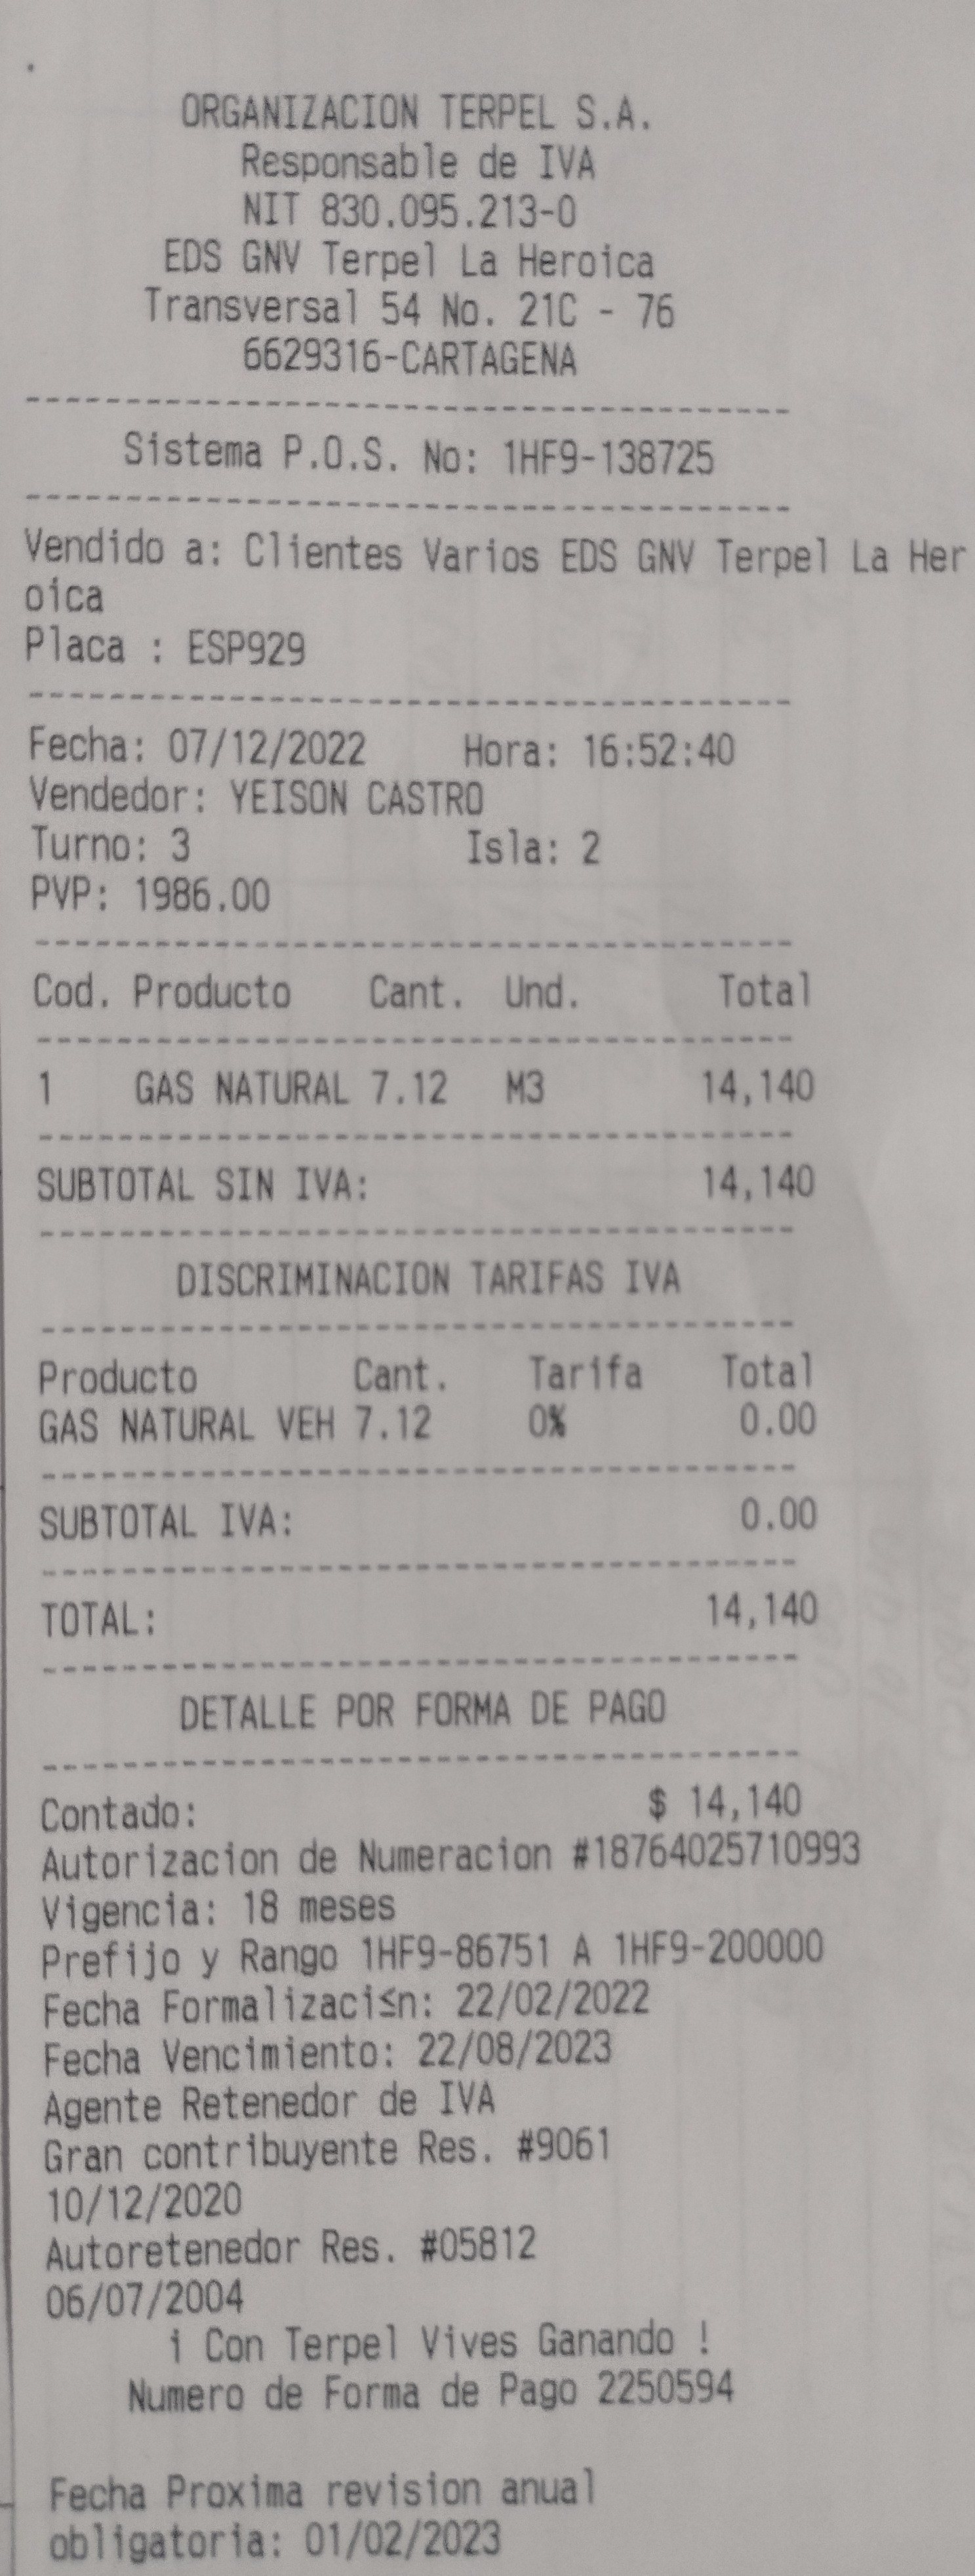 ORGANIZACION TERPEL S.A.
Responsable de IVA
NIT 830.095.213-0
EDS GNV Terpel La Heroica
Transversal 54 No. 21C - 76
6629316-CARTAGENA
---------------------------------------
Sistema P.O.S. No: 1HF9-138725
---------------------------------------
Vendido a: Clientes Varios EDS GNV Terpel La Her
oica
Placa : ESP929
---------------------------------------
Fecha: 07/12/2022 Hora: 16:52:40
Vendedor: YEISON CASTRO
Turno: 3 Isla: 2
PVP: 1986.00
---------------------------------------
Cod. Producto Cant. Und. Total
---------------------------------------
1 GAS NATURAL 7.12 M3 14,140
---------------------------------------
SUBTOTAL SIN IVA: 14,140
---------------------------------------
DISCRIMINACION TARIFAS IVA
---------------------------------------
Producto Cant. Tarifa Total
GAS NATURAL VEH 7.12 0% 0.00
---------------------------------------
SUBTOTAL IVA: 0.00
---------------------------------------
TOTAL: 14,140
---------------------------------------
DETALLE POR FORMA DE PAGO
---------------------------------------
Contado: $ 14,140
Autorizacion de Numeracion #18764025710993
Vigencia: 18 meses
Prefijo y Rango 1HF9-86751 A 1HF9-200000
Fecha Formalizaci≤n: 22/02/2022
Fecha Vencimiento: 22/08/2023
Agente Retenedor de IVA
Gran contribuyente Res. #9061
10/12/2020
Autoretenedor Res. #05812
06/07/2004
¡ Con Terpel Vives Ganando !
Numero de Forma de Pago 2250594
Fecha Proxima revision anual
obligatoria: 01/02/2023